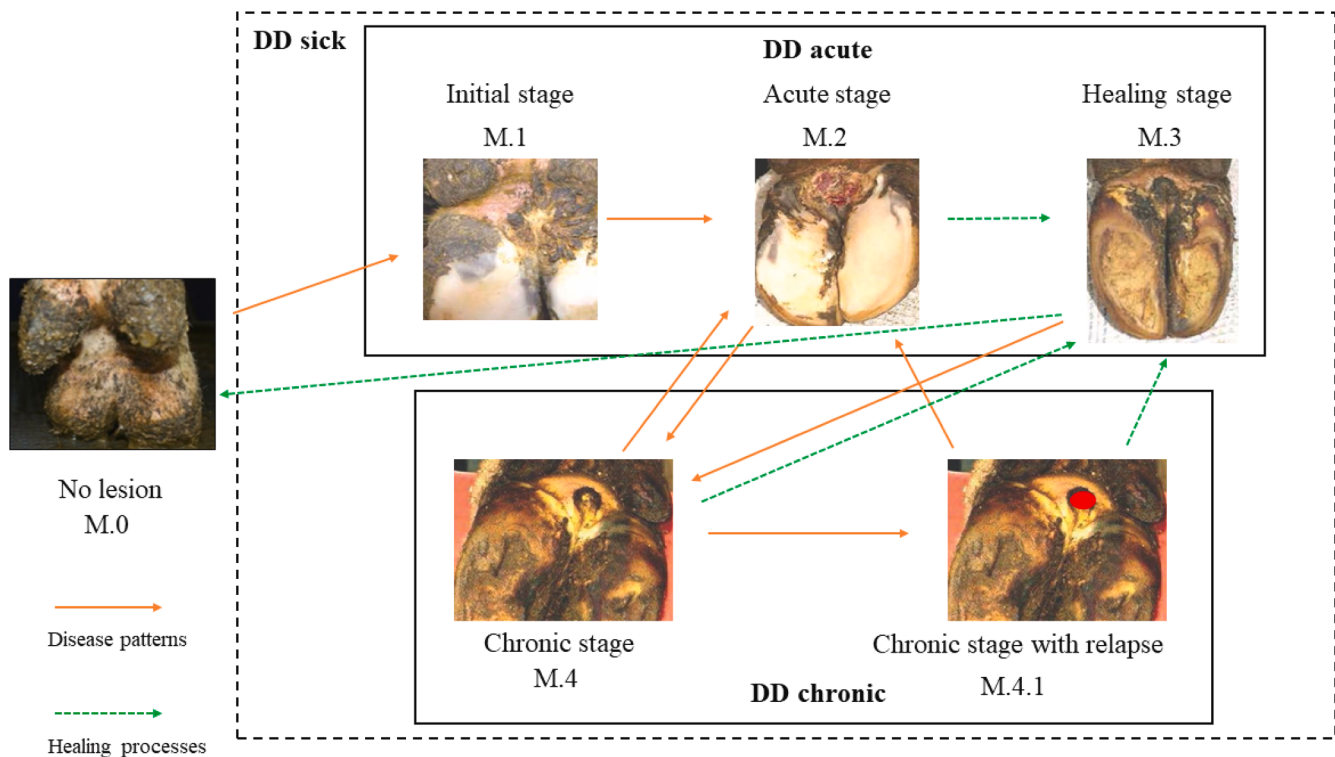 DD sick
DD acute
Initial stage
M.1
Acute stage
M.2
Healing stage
M.3
No lesion
M.0
Disease patterns
Healing processes
Chronic stage
M.4
Chronic stage with relapse
M.4.1
DD chronic